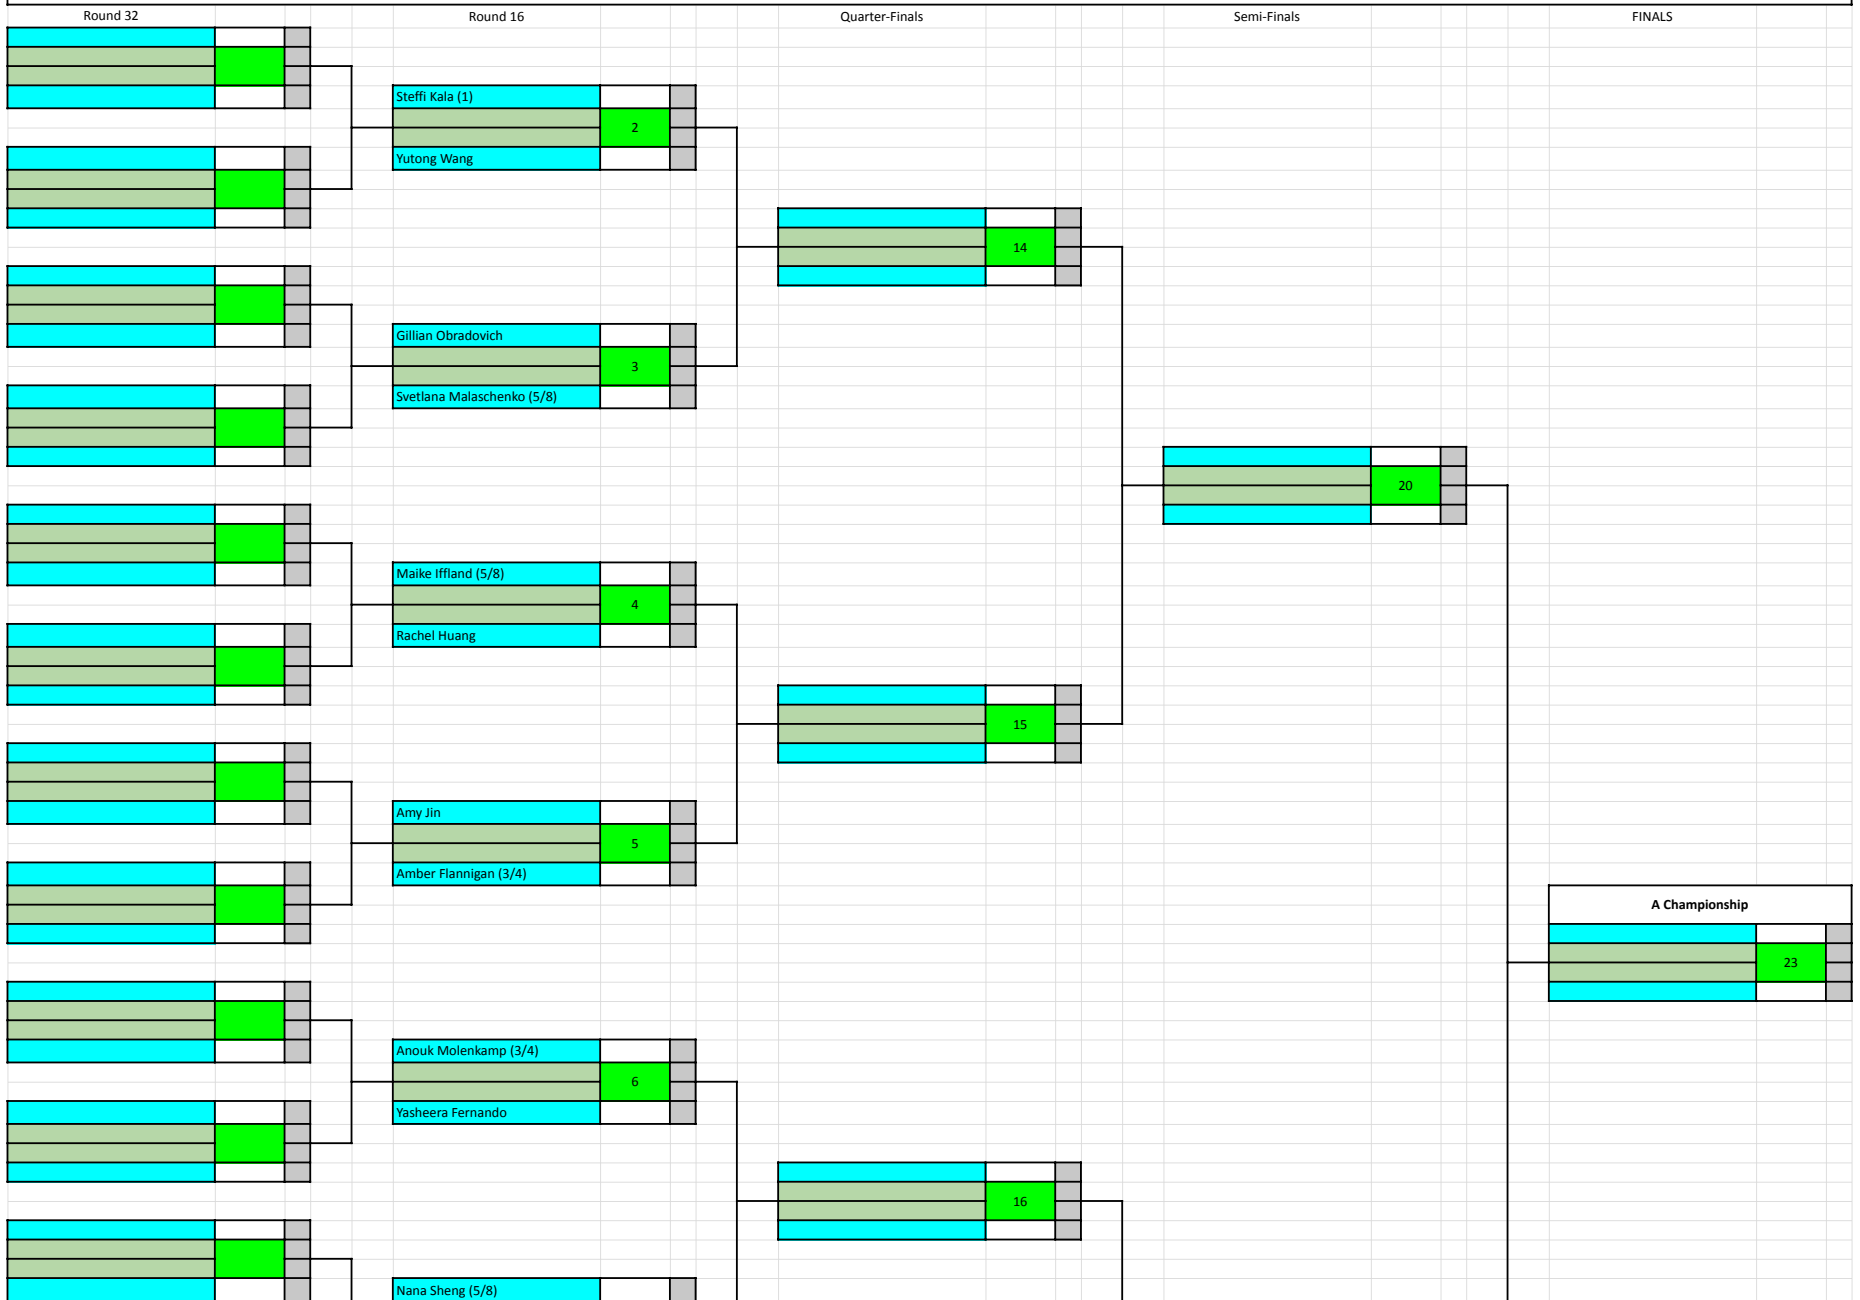 Round 32 Round 16 Quarter-Finals Semi-Finals FINALS
Steffi Kala (1)
2
Yutong Wang
14
Gillian Obradovich
3
Svetlana Malaschenko (5/8)
20
Maike Iffland (5/8)
4
Rachel Huang
15
Amy Jin
5
Amber Flannigan (3/4)
A Championship
23
Anouk Molenkamp (3/4)
6
Yasheera Fernando
16
Nana Sheng (5/8)